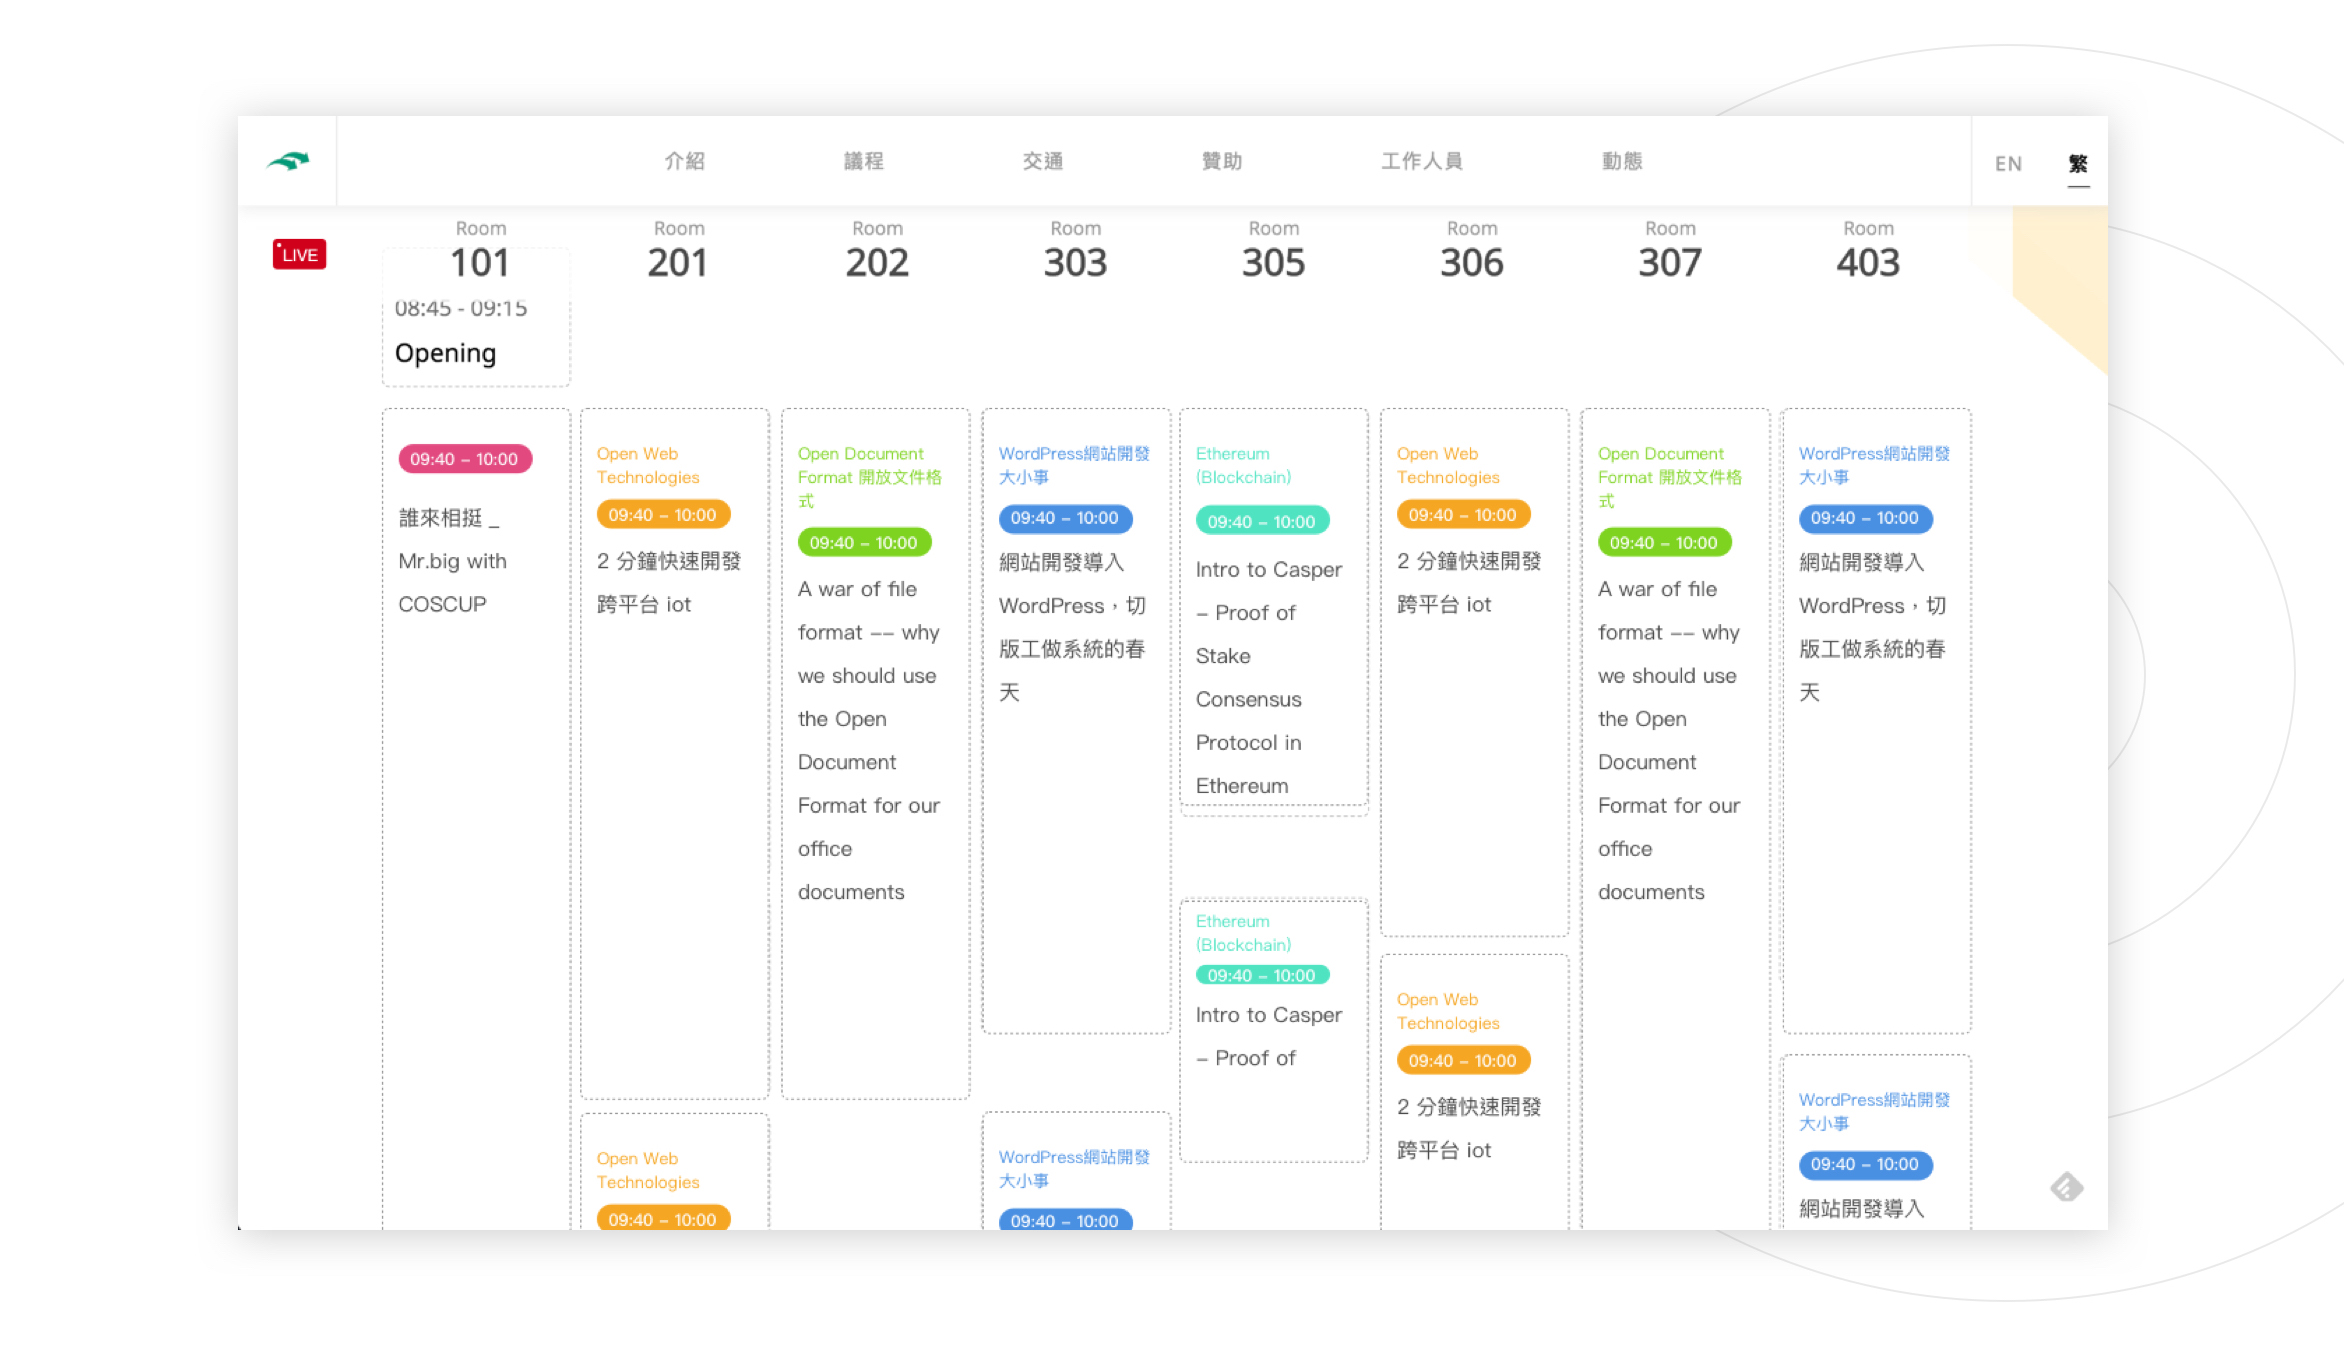 介紹
議程
交通
贊助
工作人員
動態
EN
繁
LIVE
Room
101
Room
201
Room
202
Room
303
Room
305
Room
306
Room
307
Room
403
08:45 - 09:15
Opening
09:40 – 10:00
誰來相挺 _
Mr.big with
COSCUP
Open Web
Technologies
09:40 – 10:00
2 分鐘快速開發
跨平台 iot
Open Document
Format 開放文件格
式
09:40 – 10:00
A war of file
format –– why
we should use
the Open
Document
Format for our
office
documents
WordPress網站開發
大小事
09:40 – 10:00
網站開發導入
WordPress，切
版工做系統的春
天
Ethereum
(Blockchain)
09:40 – 10:00
Intro to Casper
– Proof of
Stake
Consensus
Protocol in
Ethereum
Open Web
Technologies
09:40 – 10:00
2 分鐘快速開發
跨平台 iot
Open Document
Format 開放文件格
式
09:40 – 10:00
A war of file
format –– why
we should use
the Open
Document
Format for our
office
documents
WordPress網站開發
大小事
09:40 – 10:00
網站開發導入
WordPress，切
版工做系統的春
天
Open Web
Technologies
09:40 – 10:00
WordPress網站開發
大小事
09:40 – 10:00
Ethereum
(Blockchain)
09:40 – 10:00
Intro to Casper
– Proof of
Open Web
Technologies
09:40 – 10:00
2 分鐘快速開發
跨平台 iot
WordPress網站開發
大小事
09:40 – 10:00
網站開發導入